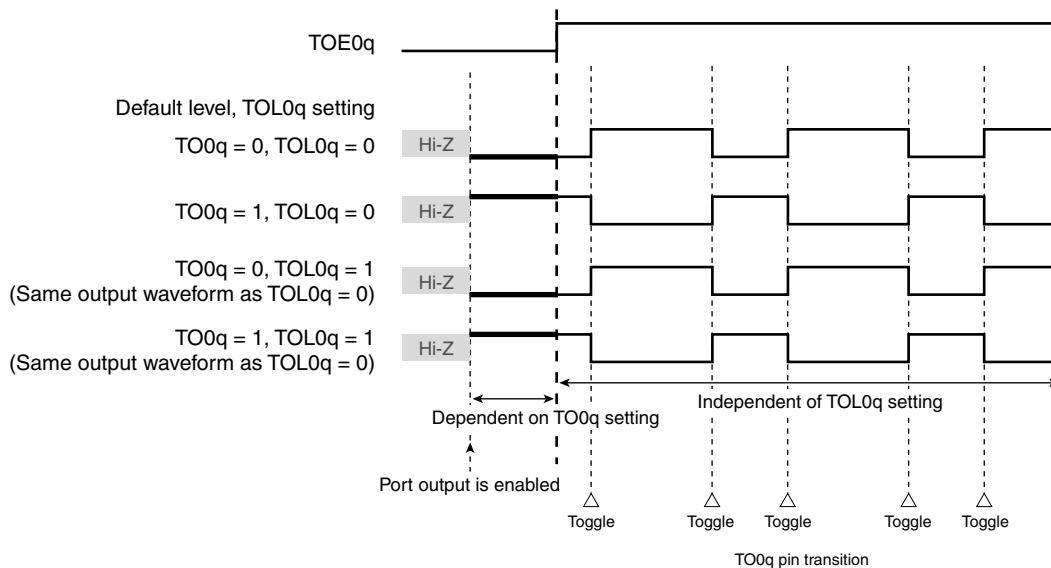 TOE0q
Default level, TOL0q setting
TO0q = 0, TOL0q = 0
Hi-Z
TO0q = 1, TOL0q = 0
Hi-Z
TO0q = 0, TOL0q = 1
(Same output waveform as TOL0q = 0)
Hi-Z
TO0q = 1, TOL0q = 1
(Same output waveform as TOL0q = 0)
Hi-Z
Independent of TOL0q setting
Dependent on TO0q setting
Port output is enabled
Toggle Toggle Toggle Toggle Toggle
TO0q pin transition